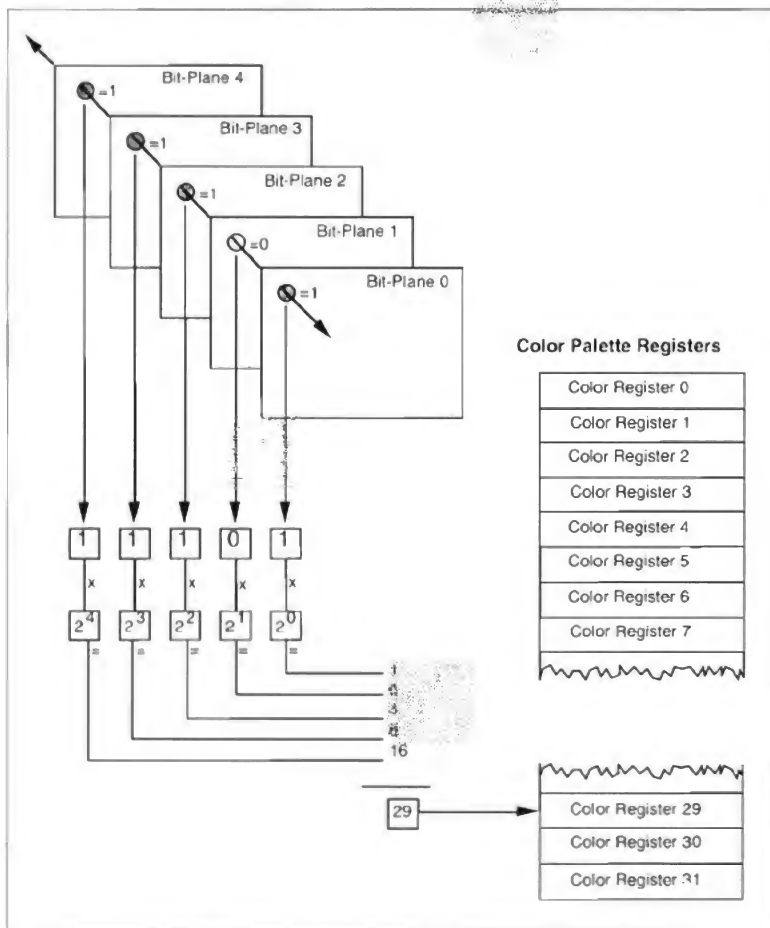 Bit-Plane 4
=1
Bit-Plane 3
=1
Bit-Plane 2
=1
Bit-Plane 1
=0
Bit-Plane 0
=1
Color Palette Registers
Color Register 0
Color Register 1
Color Register 2
Color Register 3
Color Register 4
Color Register 5
Color Register 6
Color Register 7
1 1 1 0 1
x x x x x
2^4 2^3 2^2 2^1 2^0
= = = = =
16
29
Color Register 29
Color Register 30
Color Register 31